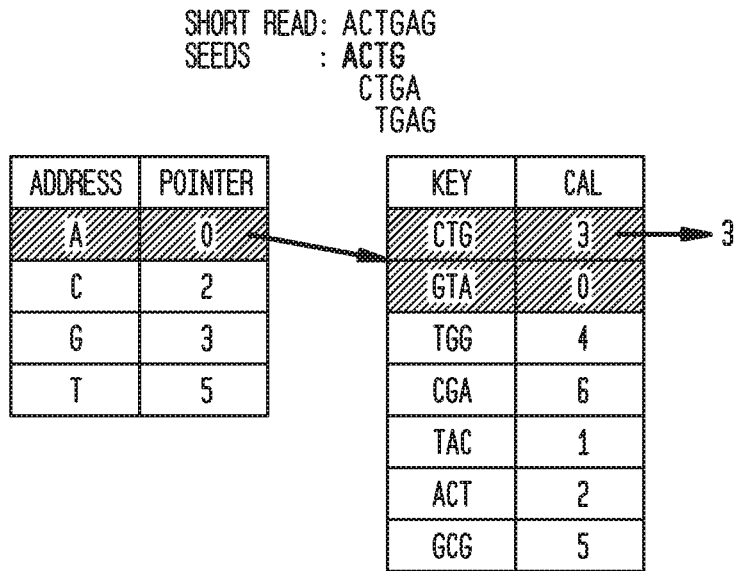 SHORT READ: ACTGAG
SEEDS : ACTG
CTGA
TGAG
ADDRESS POINTER
A 0
C 2
G 3
T 5
KEY CAL
CTG 3
GTA 0
TGG 4
CGA 6
TAC 1
ACT 2
GCG 5
3